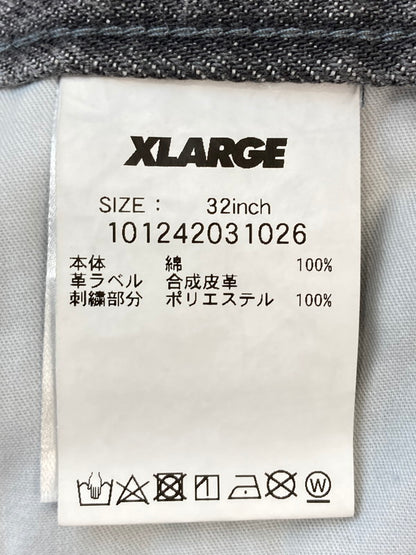 XLARGE
SIZE： 32inch
101242031026
本体 綿 100%
革ラベル 合成皮革
刺繍部分 ポリエステル 100%
W